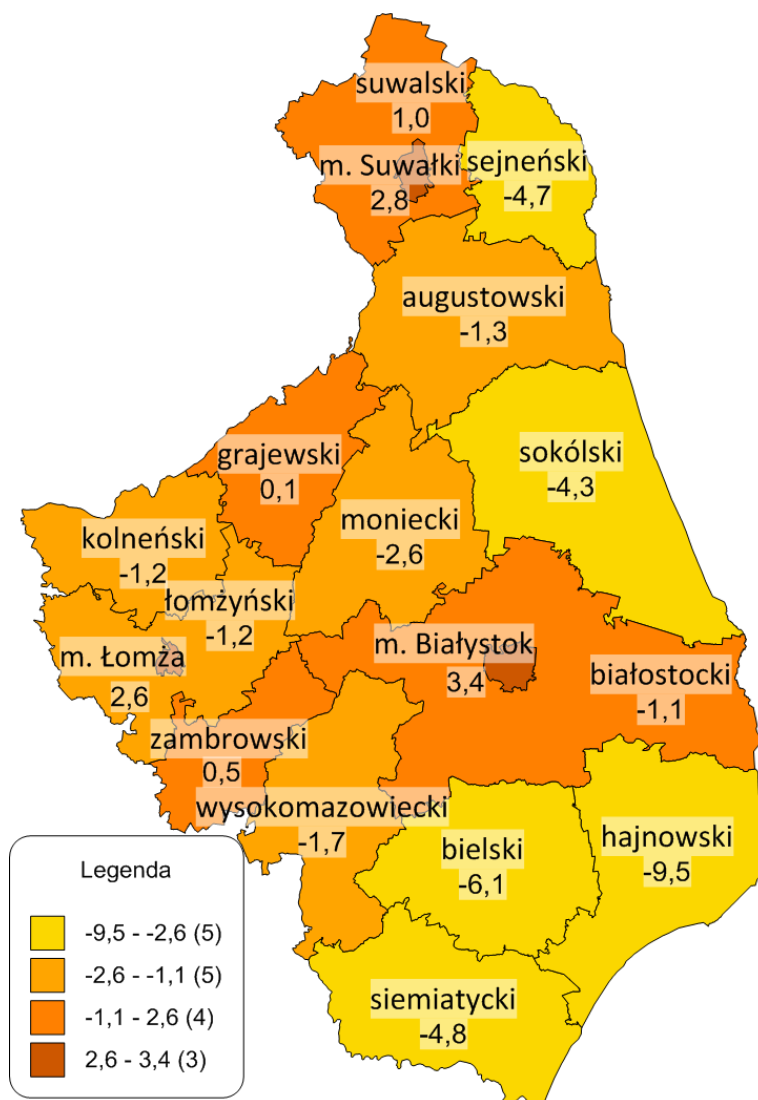 suwalski
1,0
m. Suwałki
2,8
sejneński
-4,7
augustowski
-1,3
grajewski
0,1
sokólski
-4,3
moniecki
-2,6
kolneński
-1,2
łomżyński
-1,2
m. Łomża
2,6
m. Białystok
3,4
białostocki
-1,1
zambrowski
0,5
wysokomazowiecki
-1,7
bielski
-6,1
hajnowski
-9,5
siemiatycki
-4,8
Legenda
-9,5 - -2,6 (5)
-2,6 - -1,1 (5)
-1,1 - 2,6 (4)
2,6 - 3,4 (3)